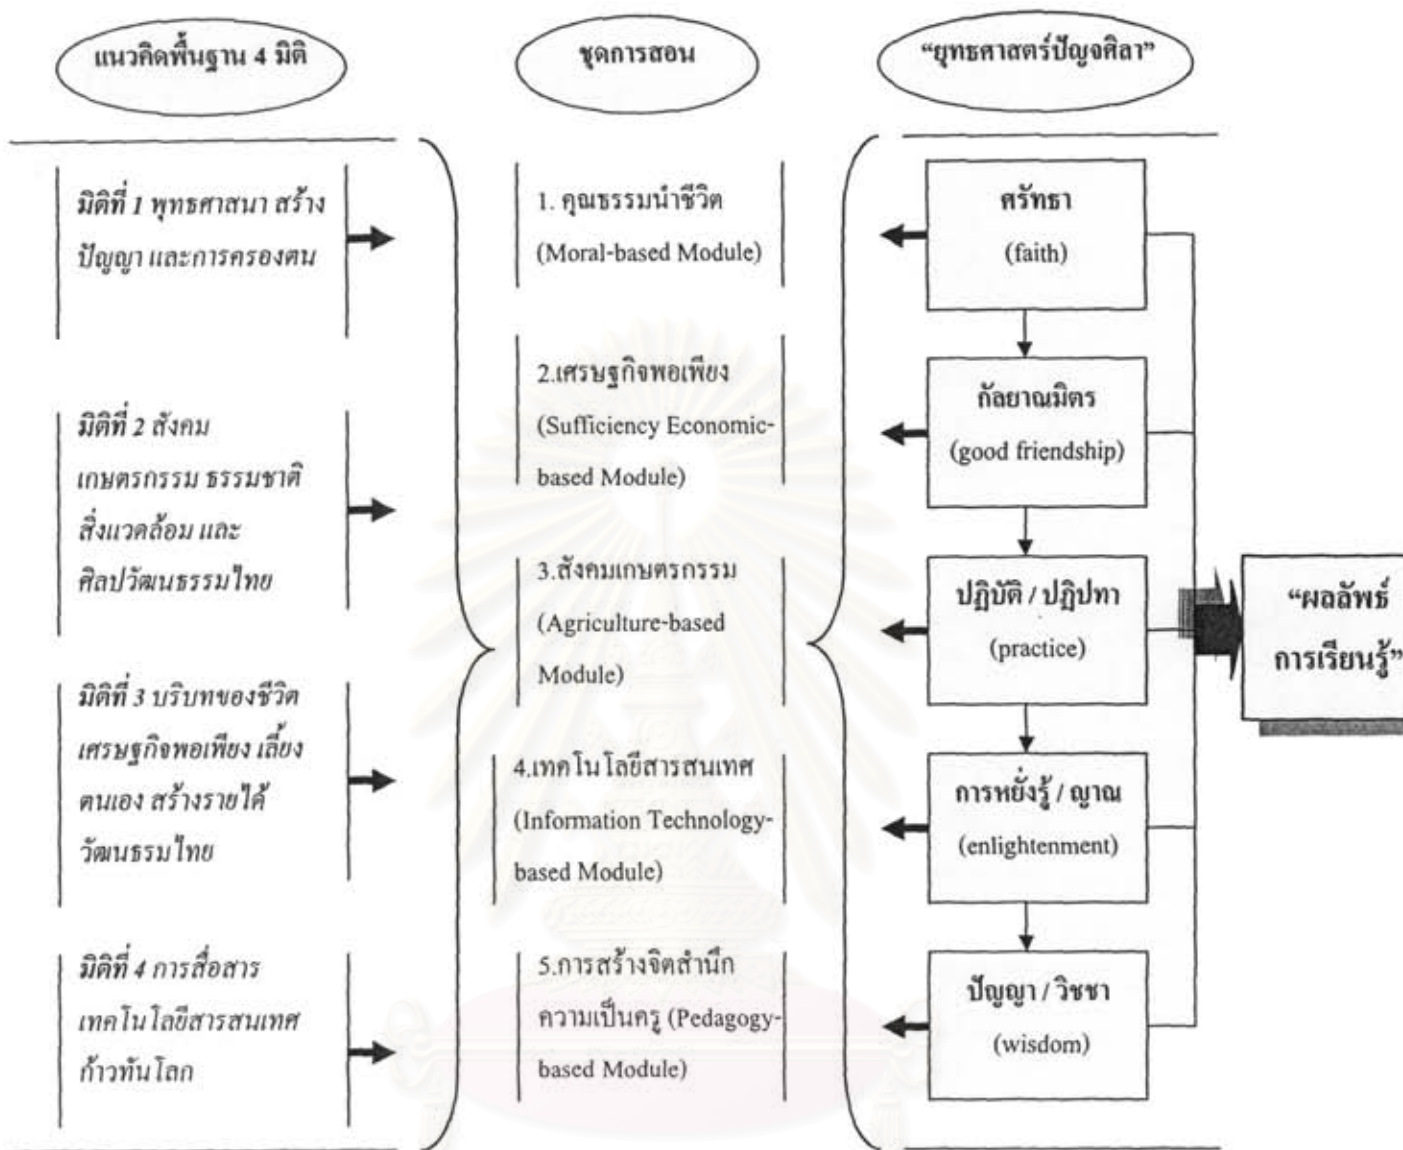 แนวคิดพื้นฐาน 4 มิติ
มิติที่ 1 พุทธศาสนา สร้าง
ปัญญา และการครองตน
มิติที่ 2 สังคม
เกษตรกรรม ธรรมชาติ
สิ่งแวดล้อม และ
ศิลปวัฒนธรรมไทย
มิติที่ 3 บริบทของชีวิต
เศรษฐกิจพอเพียง เลี้ยง
ตนเอง สร้างรายได้
วัฒนธรมไทย
มิติที่ 4 การสื่อสาร
เทคโนโลยีสารสนเทศ
ก้าวทันโลก
ชุดการสอน
1. คุณธรรมนำชีวิต
(Moral-based Module)
2.เศรษฐกิจพอเพียง
(Sufficiency Economic-
based Module)
3.สังคมเกษตรกรรม
(Agriculture-based
Module)
4.เทคโนโลยีสารสนเทศ
(Information Technology-
based Module)
5.การสร้างจิตสำนึก
ความเป็นครู (Pedagogy-
based Module)
“ยุทธศาสตร์ปัญจศิลา”
ศรัทธา
(faith)
กัลยาณมิตร
(good friendship)
ปฏิบัติ / ปฏิปทา
(practice)
การหยั่งรู้ / ญาณ
(enlightenment)
ปัญญา / วิชชา
(wisdom)
“ผลลัพธ์
การเรียนรู้”